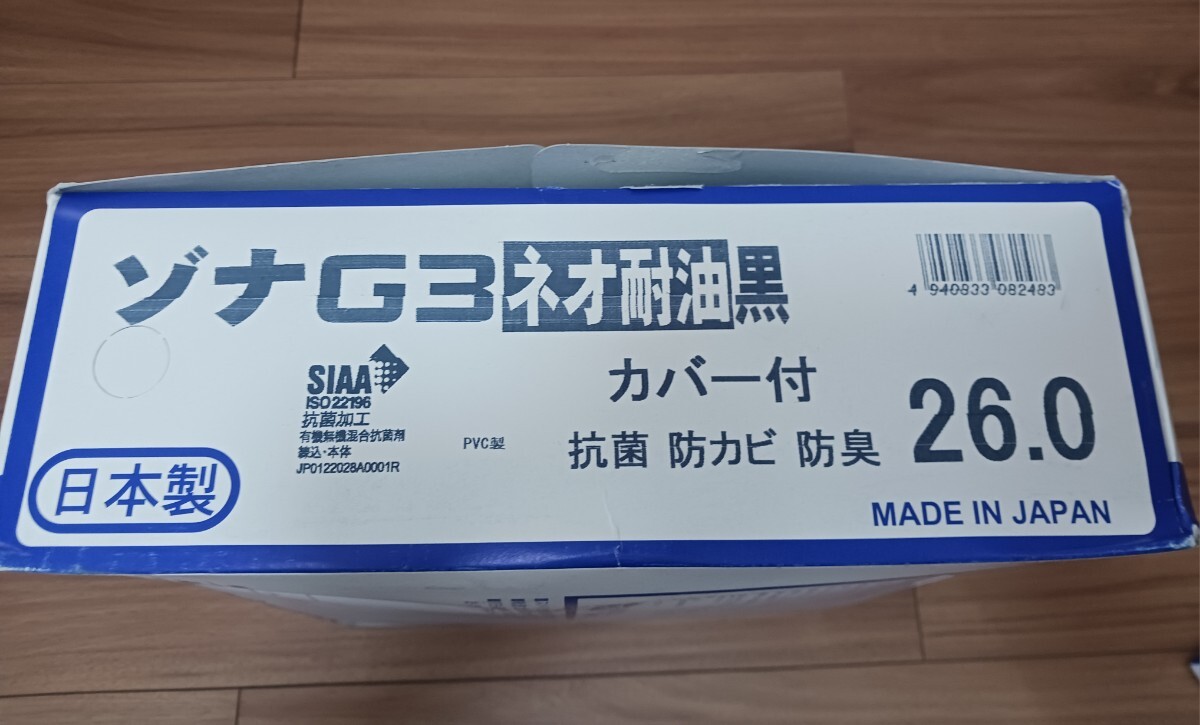 ゾナG3ネオ耐油黒
4 940833 082483
SIAA
ISO 22196
抗菌加工
有機無機混合抗菌剤
練込・本体
JP0122028A0001R
PVC製
カバー付
抗菌 防カビ 防臭
26.0
日本製
MADE IN JAPAN